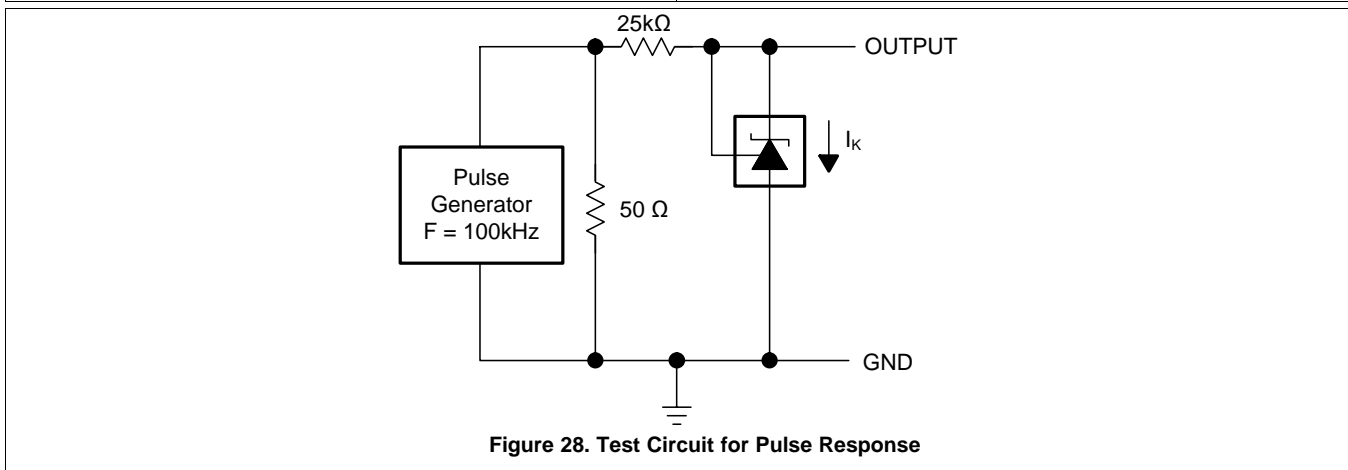 25kΩ
OUTPUT
I_K
Pulse
Generator
F = 100kHz
50 Ω
GND
Figure 28. Test Circuit for Pulse Response